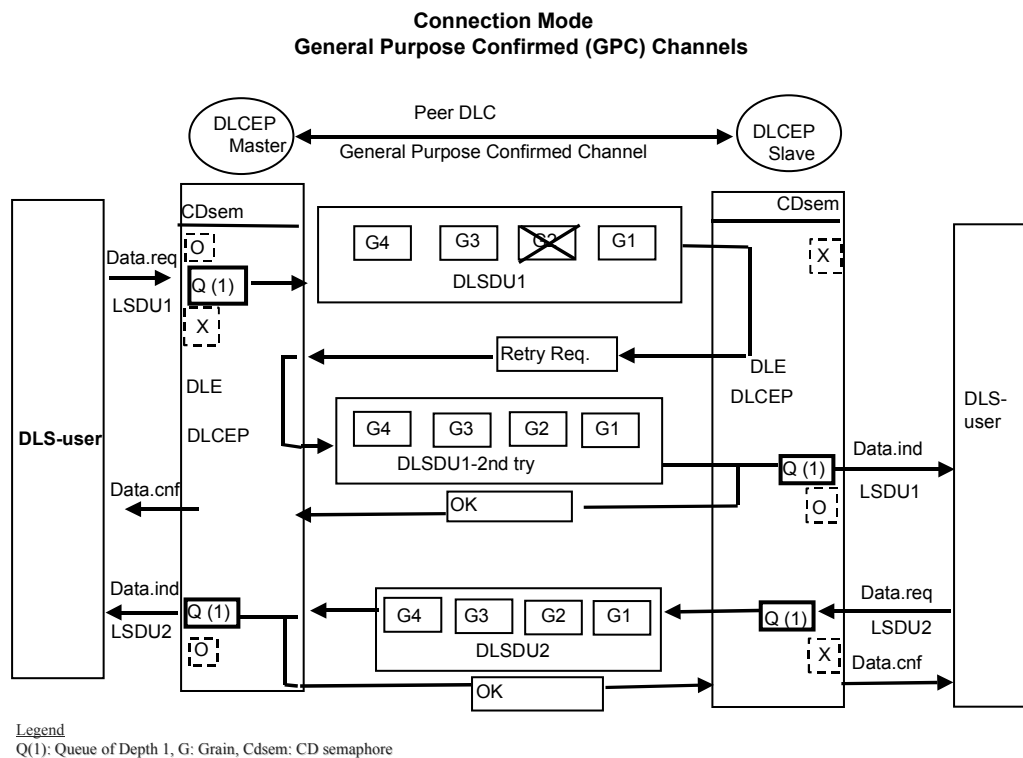 Connection Mode
General Purpose Confirmed (GPC) Channels
DLCEP
Master
Peer DLC
General Purpose Confirmed Channel
DLCEP
Slave
CDsem
CDsem
O
Data.req
Q (1)
LSDU1
X
G4 G3 G2 G1
DLSDU1
X
Retry Req.
DLE
DLCEP
DLE
DLCEP
DLS-user
DLS-
user
G4 G3 G2 G1
DLSDU1-2nd try
Data.ind
Q (1)
LSDU1
O
Data.cnf
OK
Data.ind
Q (1)
LSDU2
O
G4 G3 G2 G1
DLSDU2
Data.req
Q (1)
LSDU2
X
Data.cnf
OK
Legend
Q(1): Queue of Depth 1, G: Grain, Cdsem: CD semaphore